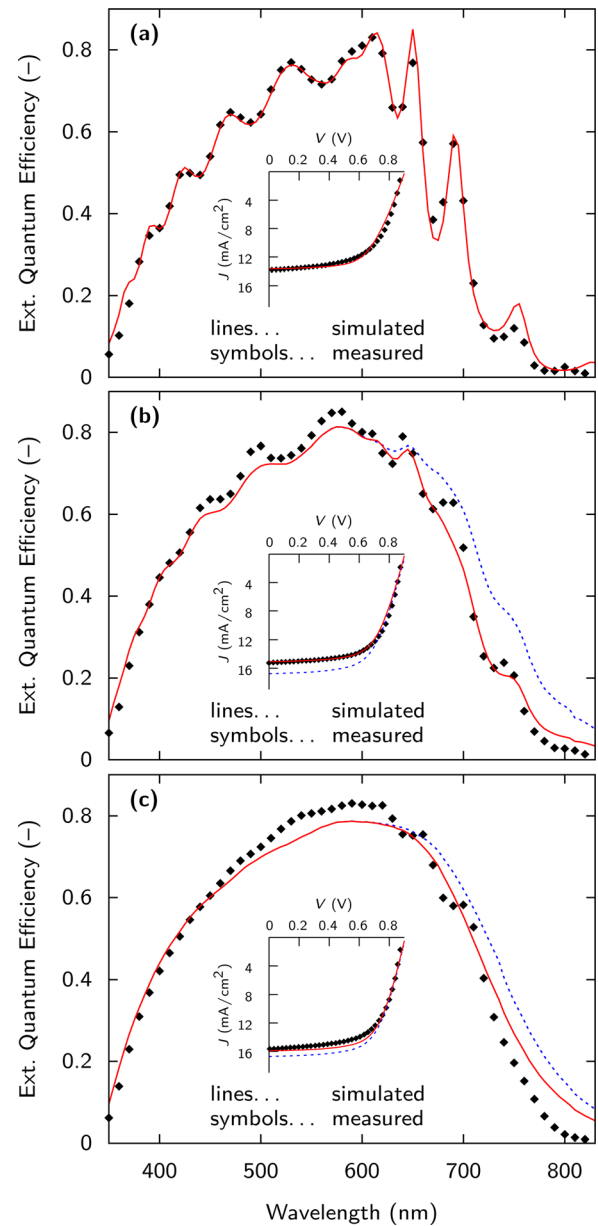 (a)
Ext. Quantum Efficiency (–)
0.8
0.6
0.4
0.2
0
V (V)
0 0.2 0.4 0.6 0.8
J (mA/cm²)
4
8
12
16
lines... simulated
symbols... measured
(b)
Ext. Quantum Efficiency (–)
0.8
0.6
0.4
0.2
0
V (V)
0 0.2 0.4 0.6 0.8
J (mA/cm²)
4
8
12
16
lines... simulated
symbols... measured
(c)
Ext. Quantum Efficiency (–)
0.8
0.6
0.4
0.2
0
V (V)
0 0.2 0.4 0.6 0.8
J (mA/cm²)
4
8
12
16
lines... simulated
symbols... measured
400 500 600 700 800
Wavelength (nm)